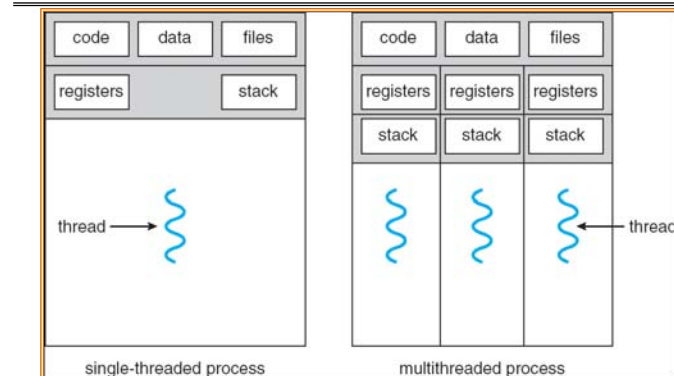 code data files code data files
registers stack registers registers registers
stack stack stack
thread thread
single-threaded process multithreaded process